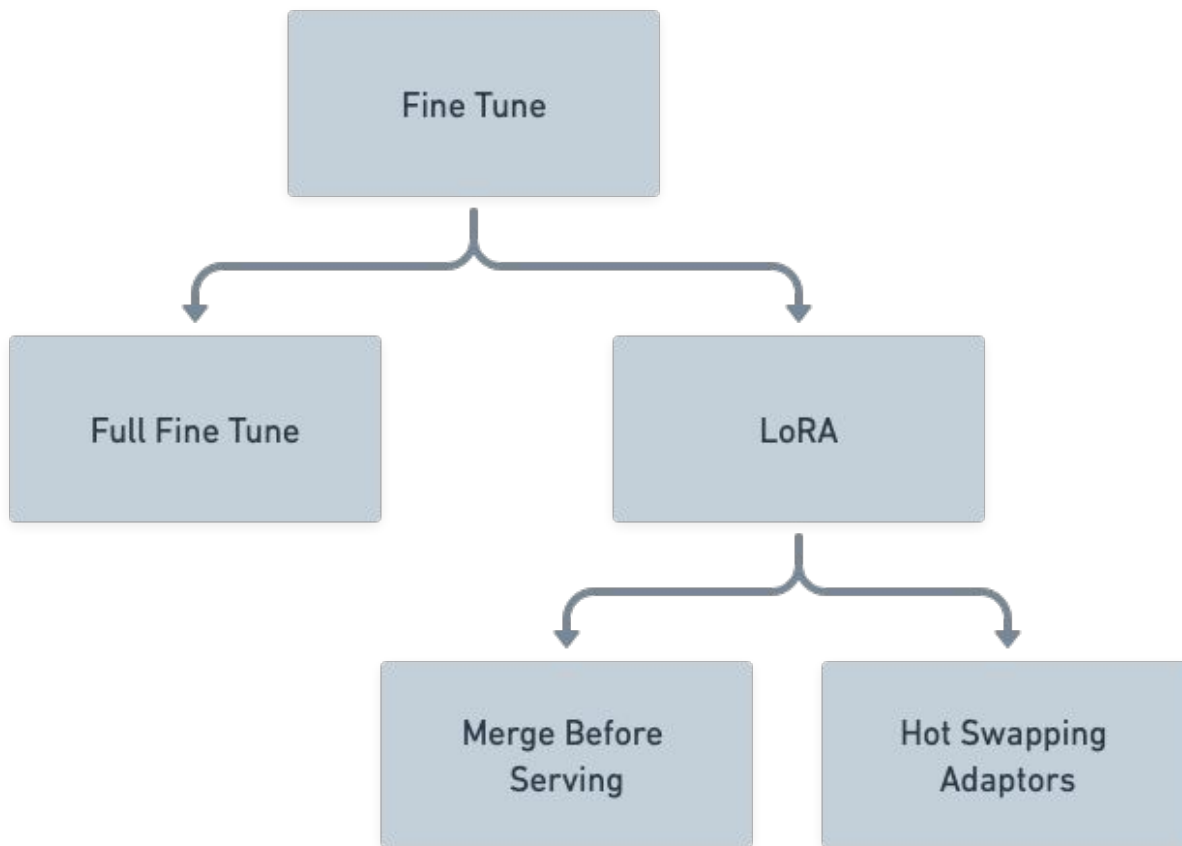 Fine Tune
Full Fine Tune
LoRA
Merge Before
Serving
Hot Swapping
Adaptors